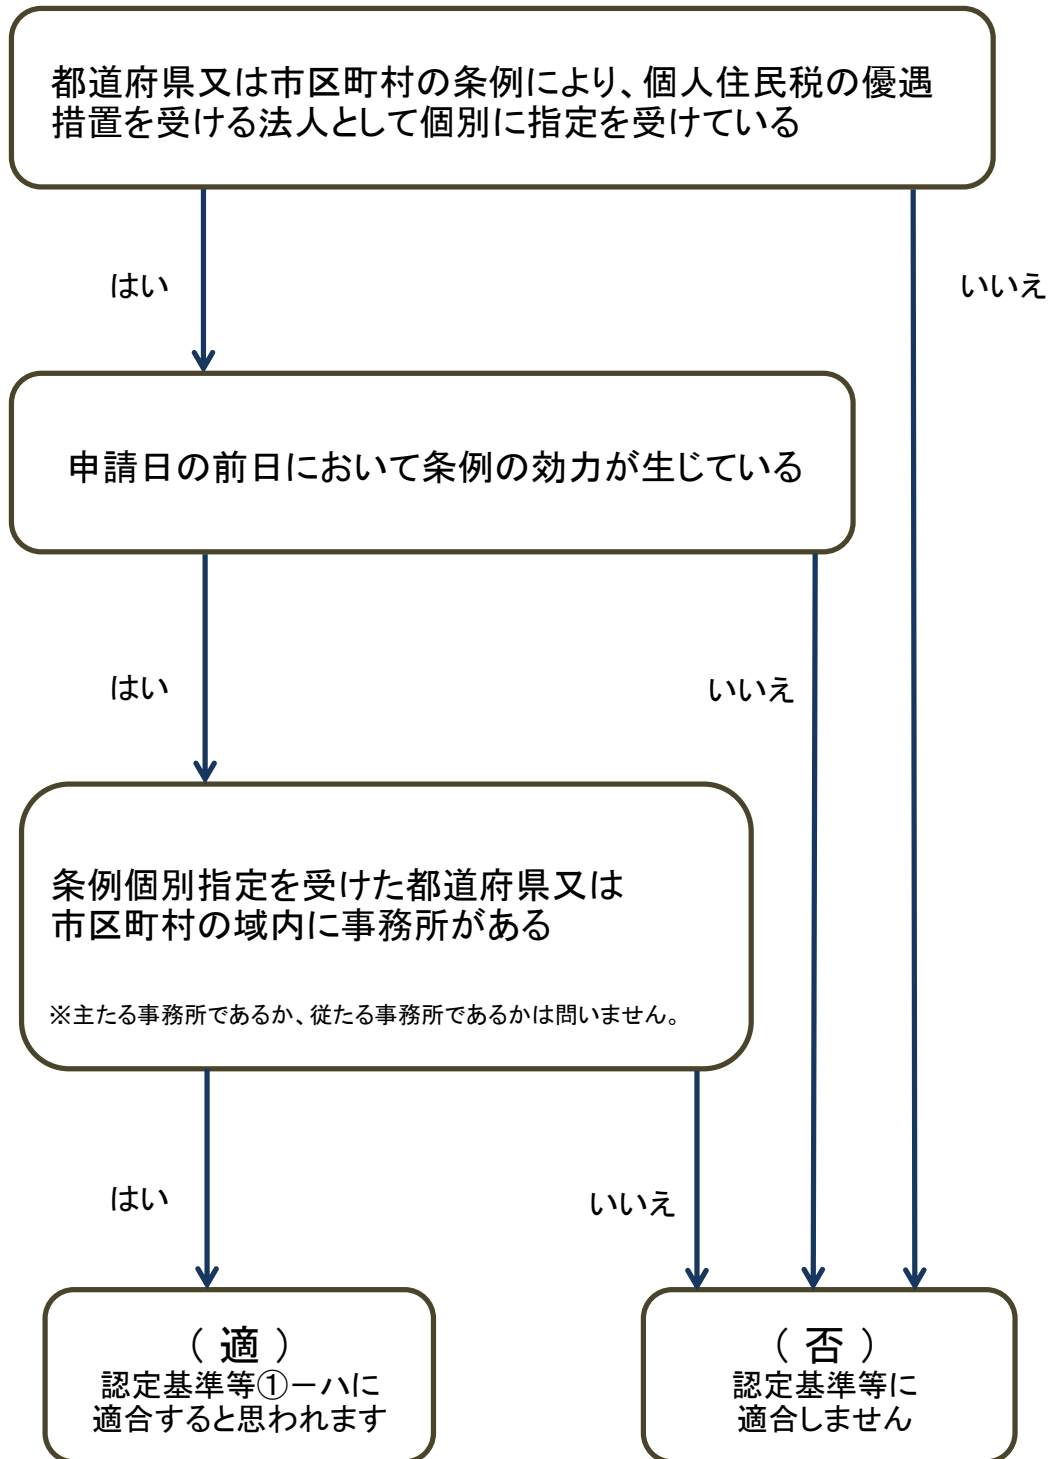 都道府県又は市区町村の条例により、個人住民税の優遇
措置を受ける法人として個別に指定を受けている
はい
いいえ
申請日の前日において条例の効力が生じている
はい
いいえ
条例個別指定を受けた都道府県又は
市区町村の域内に事務所がある
※主たる事務所であるか、従たる事務所であるかは問いません。
はい
いいえ
（ 適 ）
認定基準等①－ハに
適合すると思われます
（ 否 ）
認定基準等に
適合しません